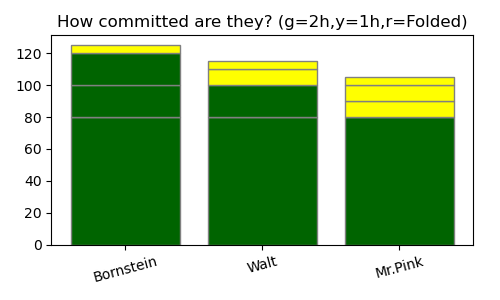 How committed are they? (g=2h,y=1h,r=Folded)
120
100
80
60
40
20
0
Bornstein
Walt
Mr.Pink